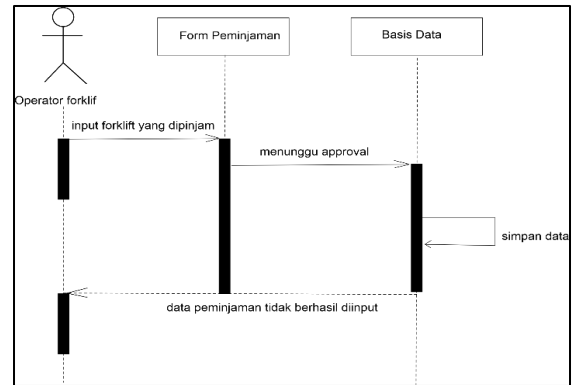 Form Peminjaman
Basis Data
Operator forklif
input forklift yang dipinjam
menunggu approval
simpan data
data peminjaman tidak berhasil diinput